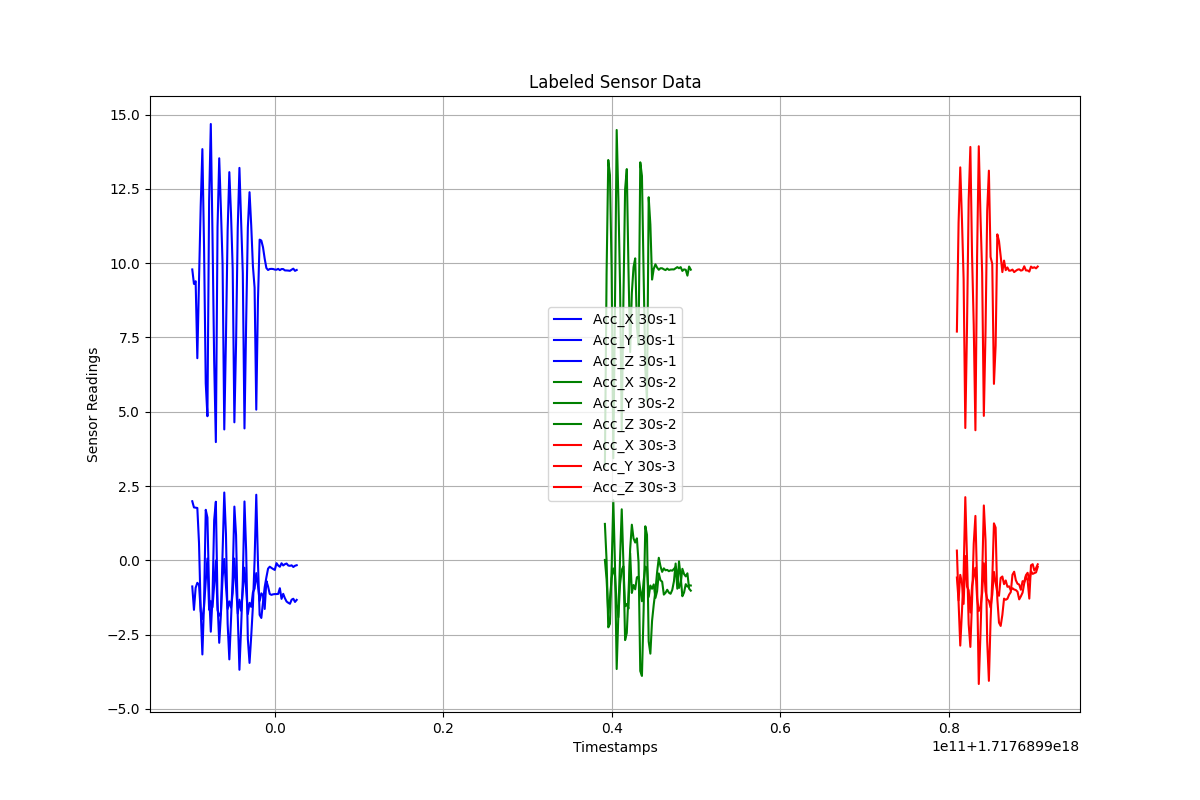 Labeled Sensor Data
15.0
12.5
10.0
7.5
5.0
2.5
0.0
−2.5
−5.0
Sensor Readings
Acc_X 30s-1
Acc_Y 30s-1
Acc_Z 30s-1
Acc_X 30s-2
Acc_Y 30s-2
Acc_Z 30s-2
Acc_X 30s-3
Acc_Y 30s-3
Acc_Z 30s-3
0.0 0.2 0.4 0.6 0.8
Timestamps
1e11+1.7176899e18